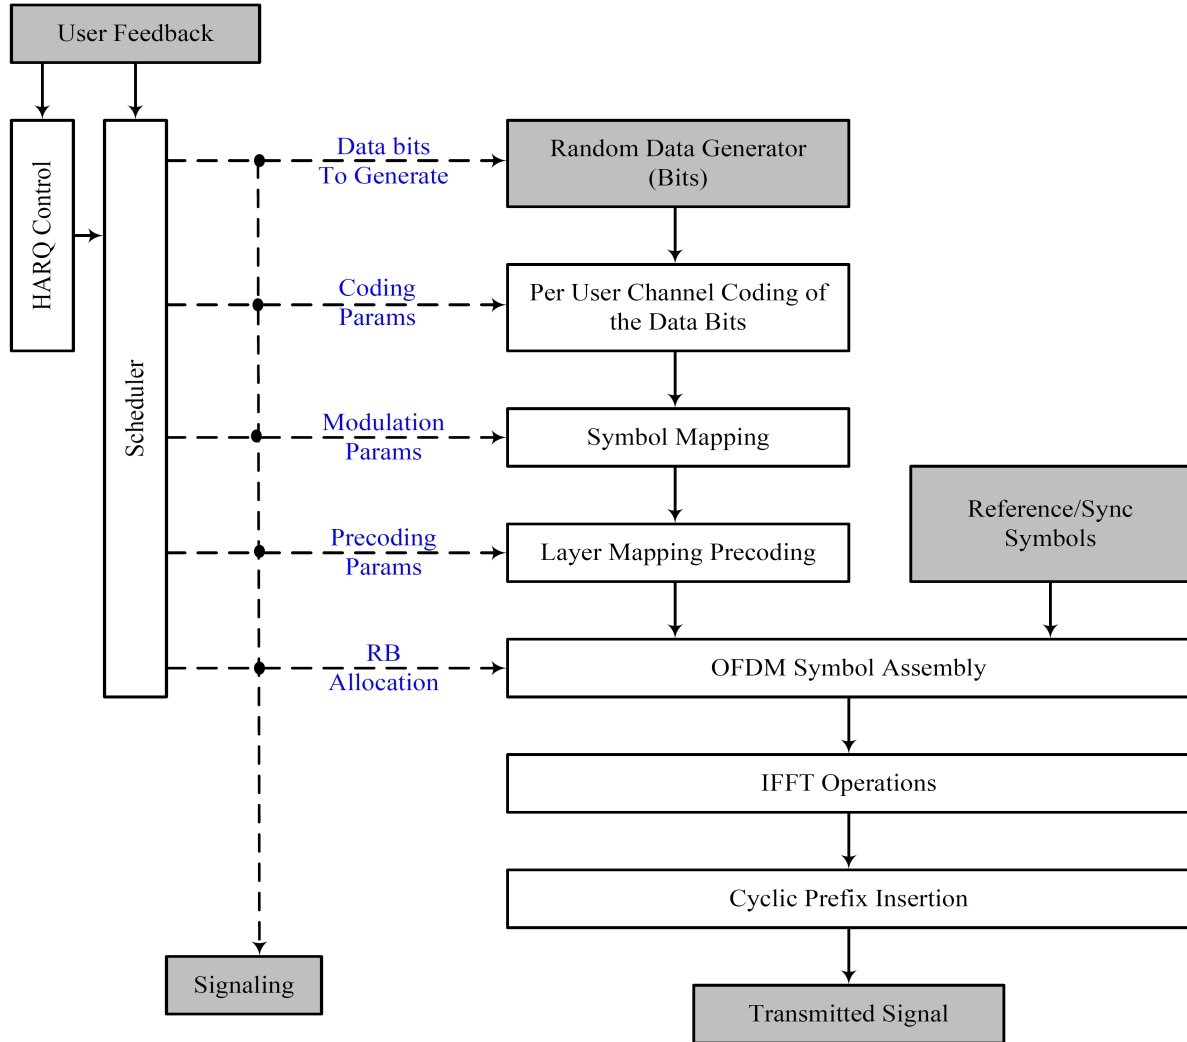 User Feedback
HARQ Control
Scheduler
Data bits
To Generate
Random Data Generator
(Bits)
Coding
Params
Per User Channel Coding of
the Data Bits
Modulation
Params
Symbol Mapping
Reference/Sync
Symbols
Precoding
Params
Layer Mapping Precoding
RB
Allocation
OFDM Symbol Assembly
IFFT Operations
Cyclic Prefix Insertion
Signaling
Transmitted Signal